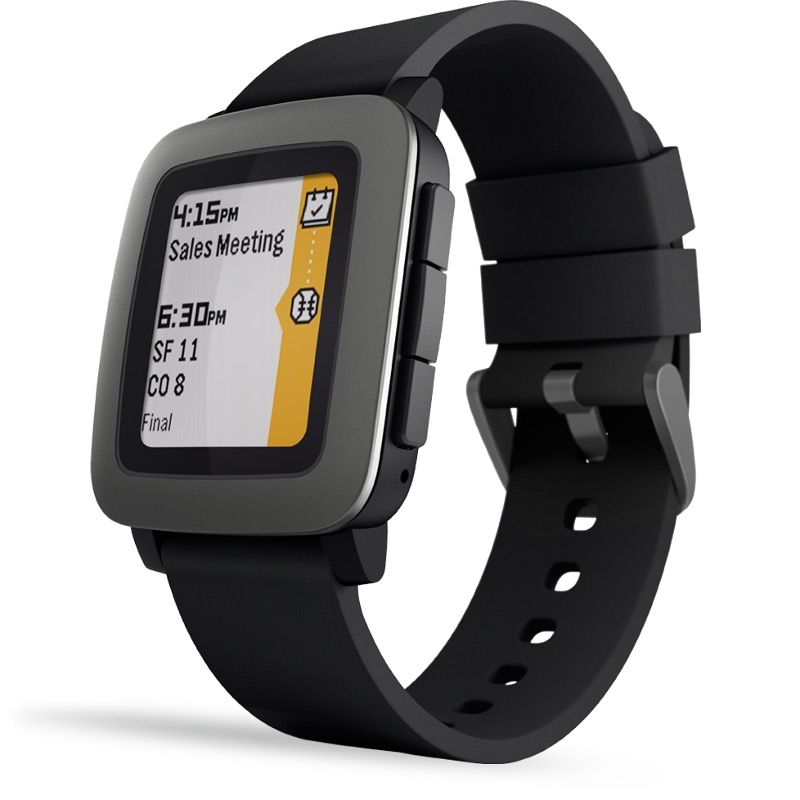 4:15PM
Sales Meeting
6:30PM
SF 11
CO 8
Final